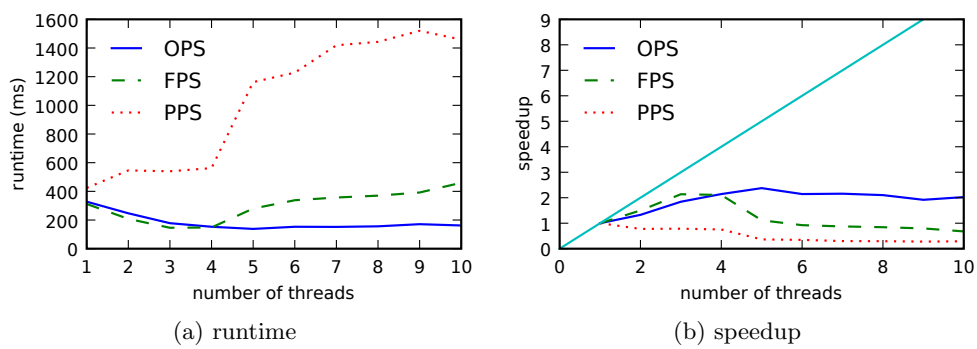 1600
1400
1200
1000
800
600
400
200
0
runtime (ms)
OPS
FPS
PPS
1 2 3 4 5 6 7 8 9 10
number of threads
(a) runtime
9
8
7
6
5
4
3
2
1
0
speedup
OPS
FPS
PPS
0 2 4 6 8 10
number of threads
(b) speedup